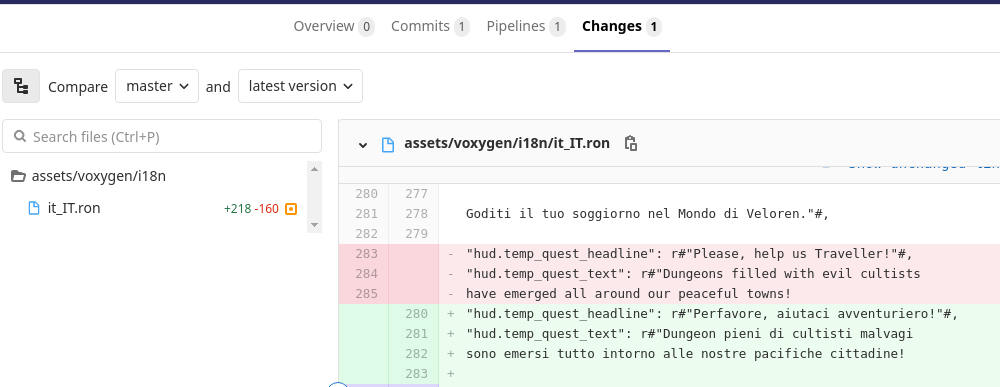 Overview 0 Commits 1 Pipelines 1 Changes 1
Compare master and latest version
Search files (Ctrl+P)
assets/voxygen/i18n
it_IT.ron +218 -160
assets/voxygen/i18n/it_IT.ron
280 277
281 278 Goditi il tuo soggiorno nel Mondo di Veloren."#,
282 279
283 - "hud.temp_quest_headline": r#"Please, help us Traveller!"#,
284 - "hud.temp_quest_text": r#"Dungeons filled with evil cultists
285 - have emerged all around our peaceful towns!
280 + "hud.temp_quest_headline": r#"Perfavore, aiutaci avventuriero!"#,
281 + "hud.temp_quest_text": r#"Dungeon pieni di cultisti malvagi
282 + sono emersi tutto intorno alle nostre pacifiche cittadine!
283 +